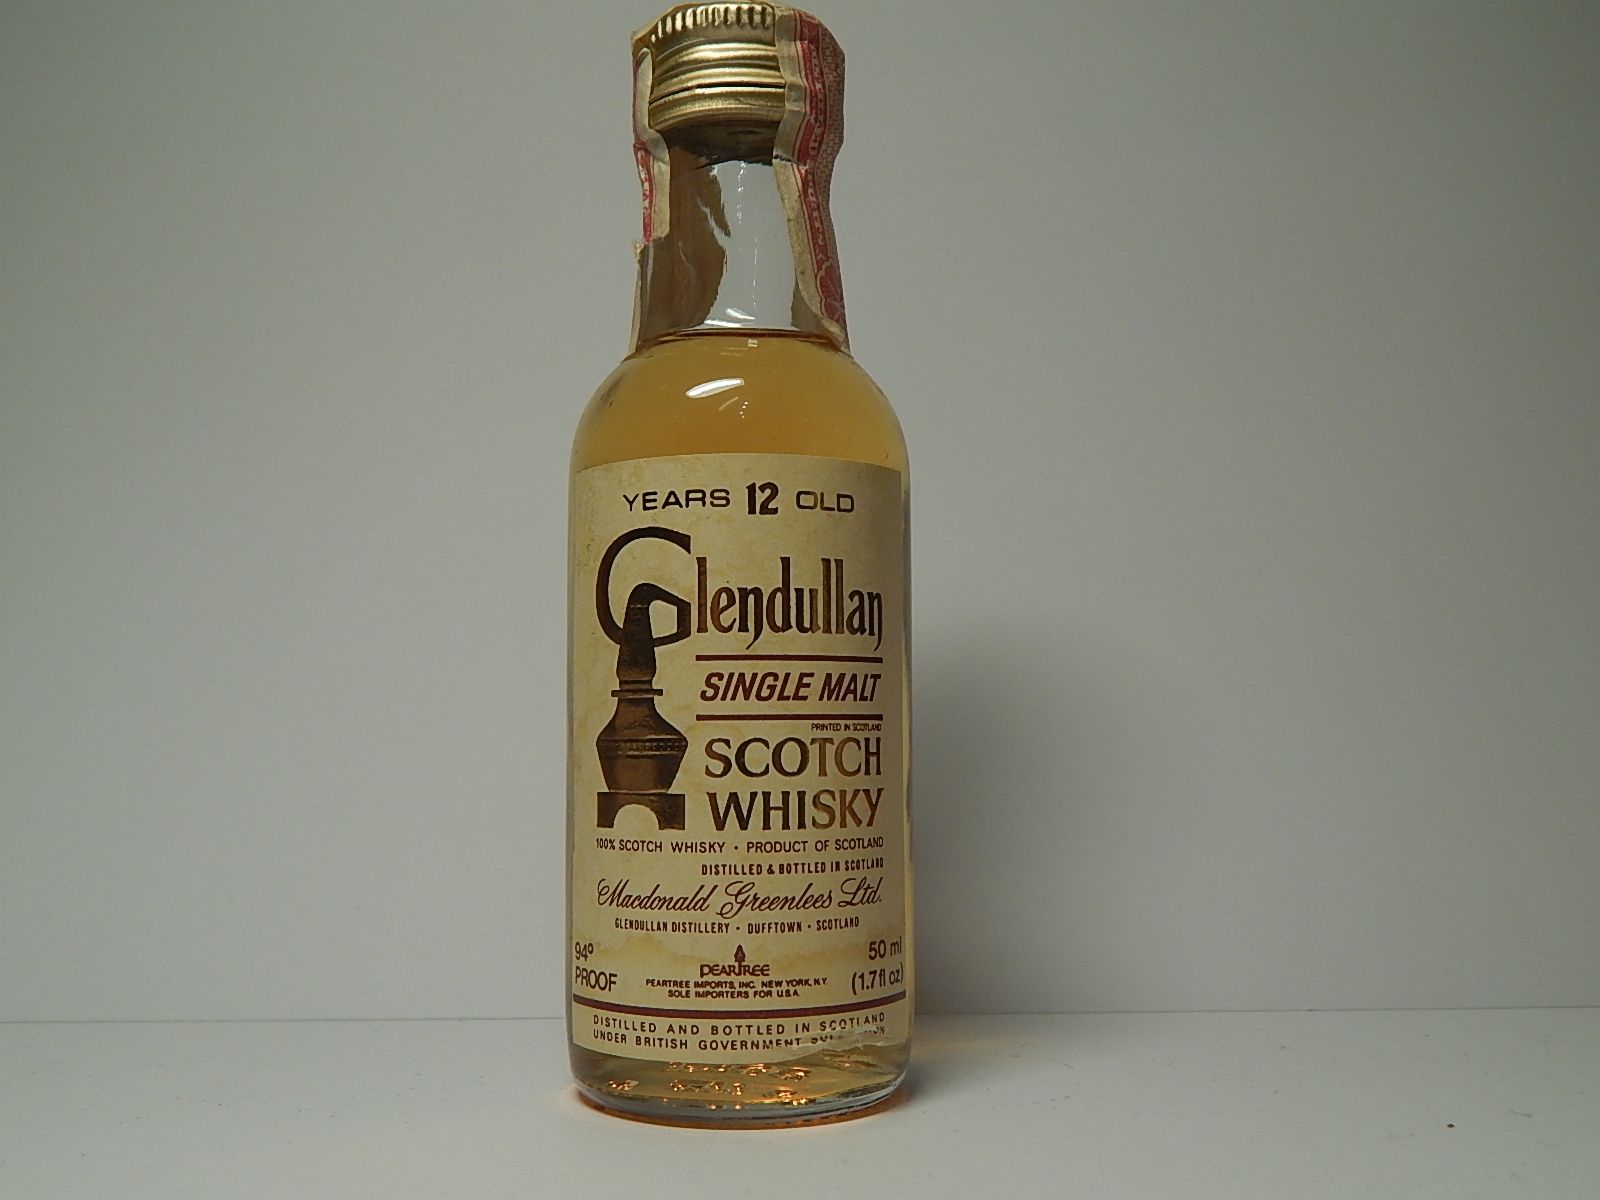 YEARS 12 OLD
Glendullan
SINGLE MALT
PRINTED IN SCOTLAND
SCOTCH
WHISKY
100% SCOTCH WHISKY • PRODUCT OF SCOTLAND
DISTILLED & BOTTLED IN SCOTLAND
Macdonald Greenlees Ltd.
GLENDULLAN DISTILLERY • DUFFTOWN • SCOTLAND
94º
PROOF
PEARTREE
PEARTREE IMPORTS, INC. NEW YORK, N.Y.
SOLE IMPORTERS FOR U.S.A.
50 ml
(1.7 fl oz)
DISTILLED AND BOTTLED IN SCOTLAND
UNDER BRITISH GOVERNMENT